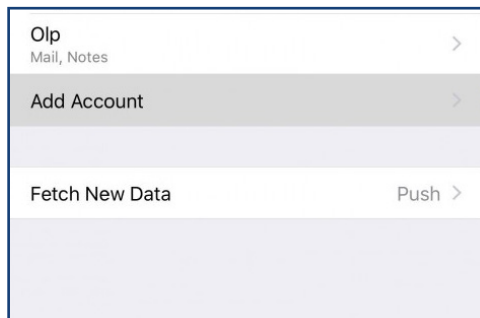 Olp
Mail, Notes
Add Account
Fetch New Data
Push